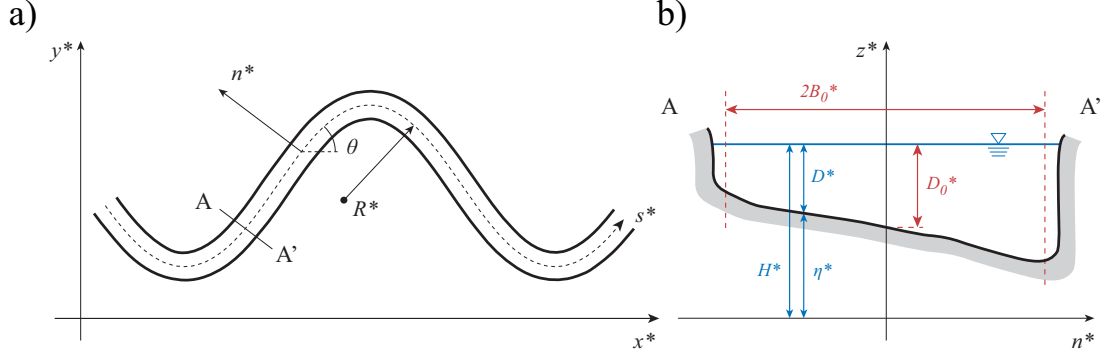 a)
y*
n*
θ
A
A'
R*
s*
x*
b)
z*
A
A'
2B₀*
D*
D₀*
H*
η*
n*